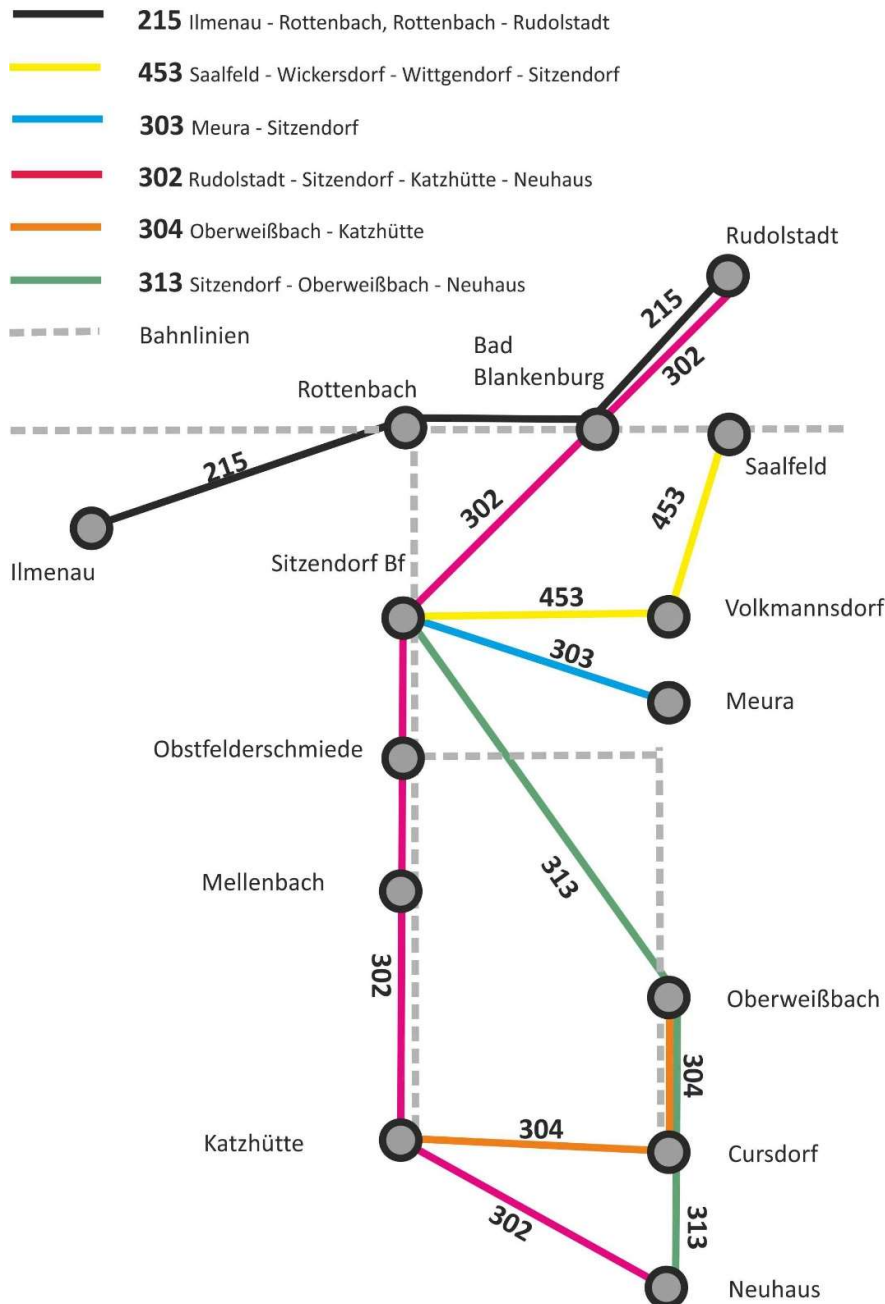 215 Ilmenau - Rottenbach, Rottenbach - Rudolstadt
453 Saalfeld - Wickersdorf - Wittgendorf - Sitzendorf
303 Meura - Sitzendorf
302 Rudolstadt - Sitzendorf - Katzhütte - Neuhaus
304 Oberweißbach - Katzhütte
313 Sitzendorf - Oberweißbach - Neuhaus
Bahnlinien
Rudolstadt
215
302
Bad
Blankenburg
Rottenbach
215
Saalfeld
453
302
Ilmenau
Sitzendorf Bf
453
Volkmannsdorf
303
Meura
Obstfelderschmiede
313
Mellenbach
302
Oberweißbach
304
304
Katzhütte
Cursdorf
302
313
Neuhaus